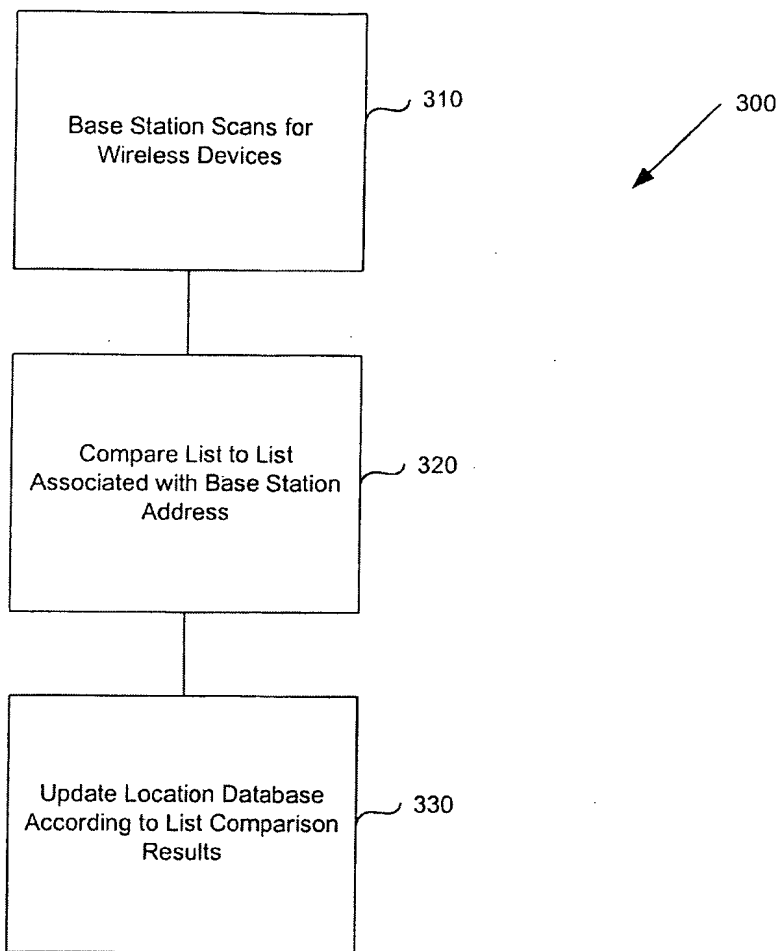 Base Station Scans for
Wireless Devices
310
300
Compare List to List
Associated with Base Station
Address
320
Update Location Database
According to List Comparison
Results
330